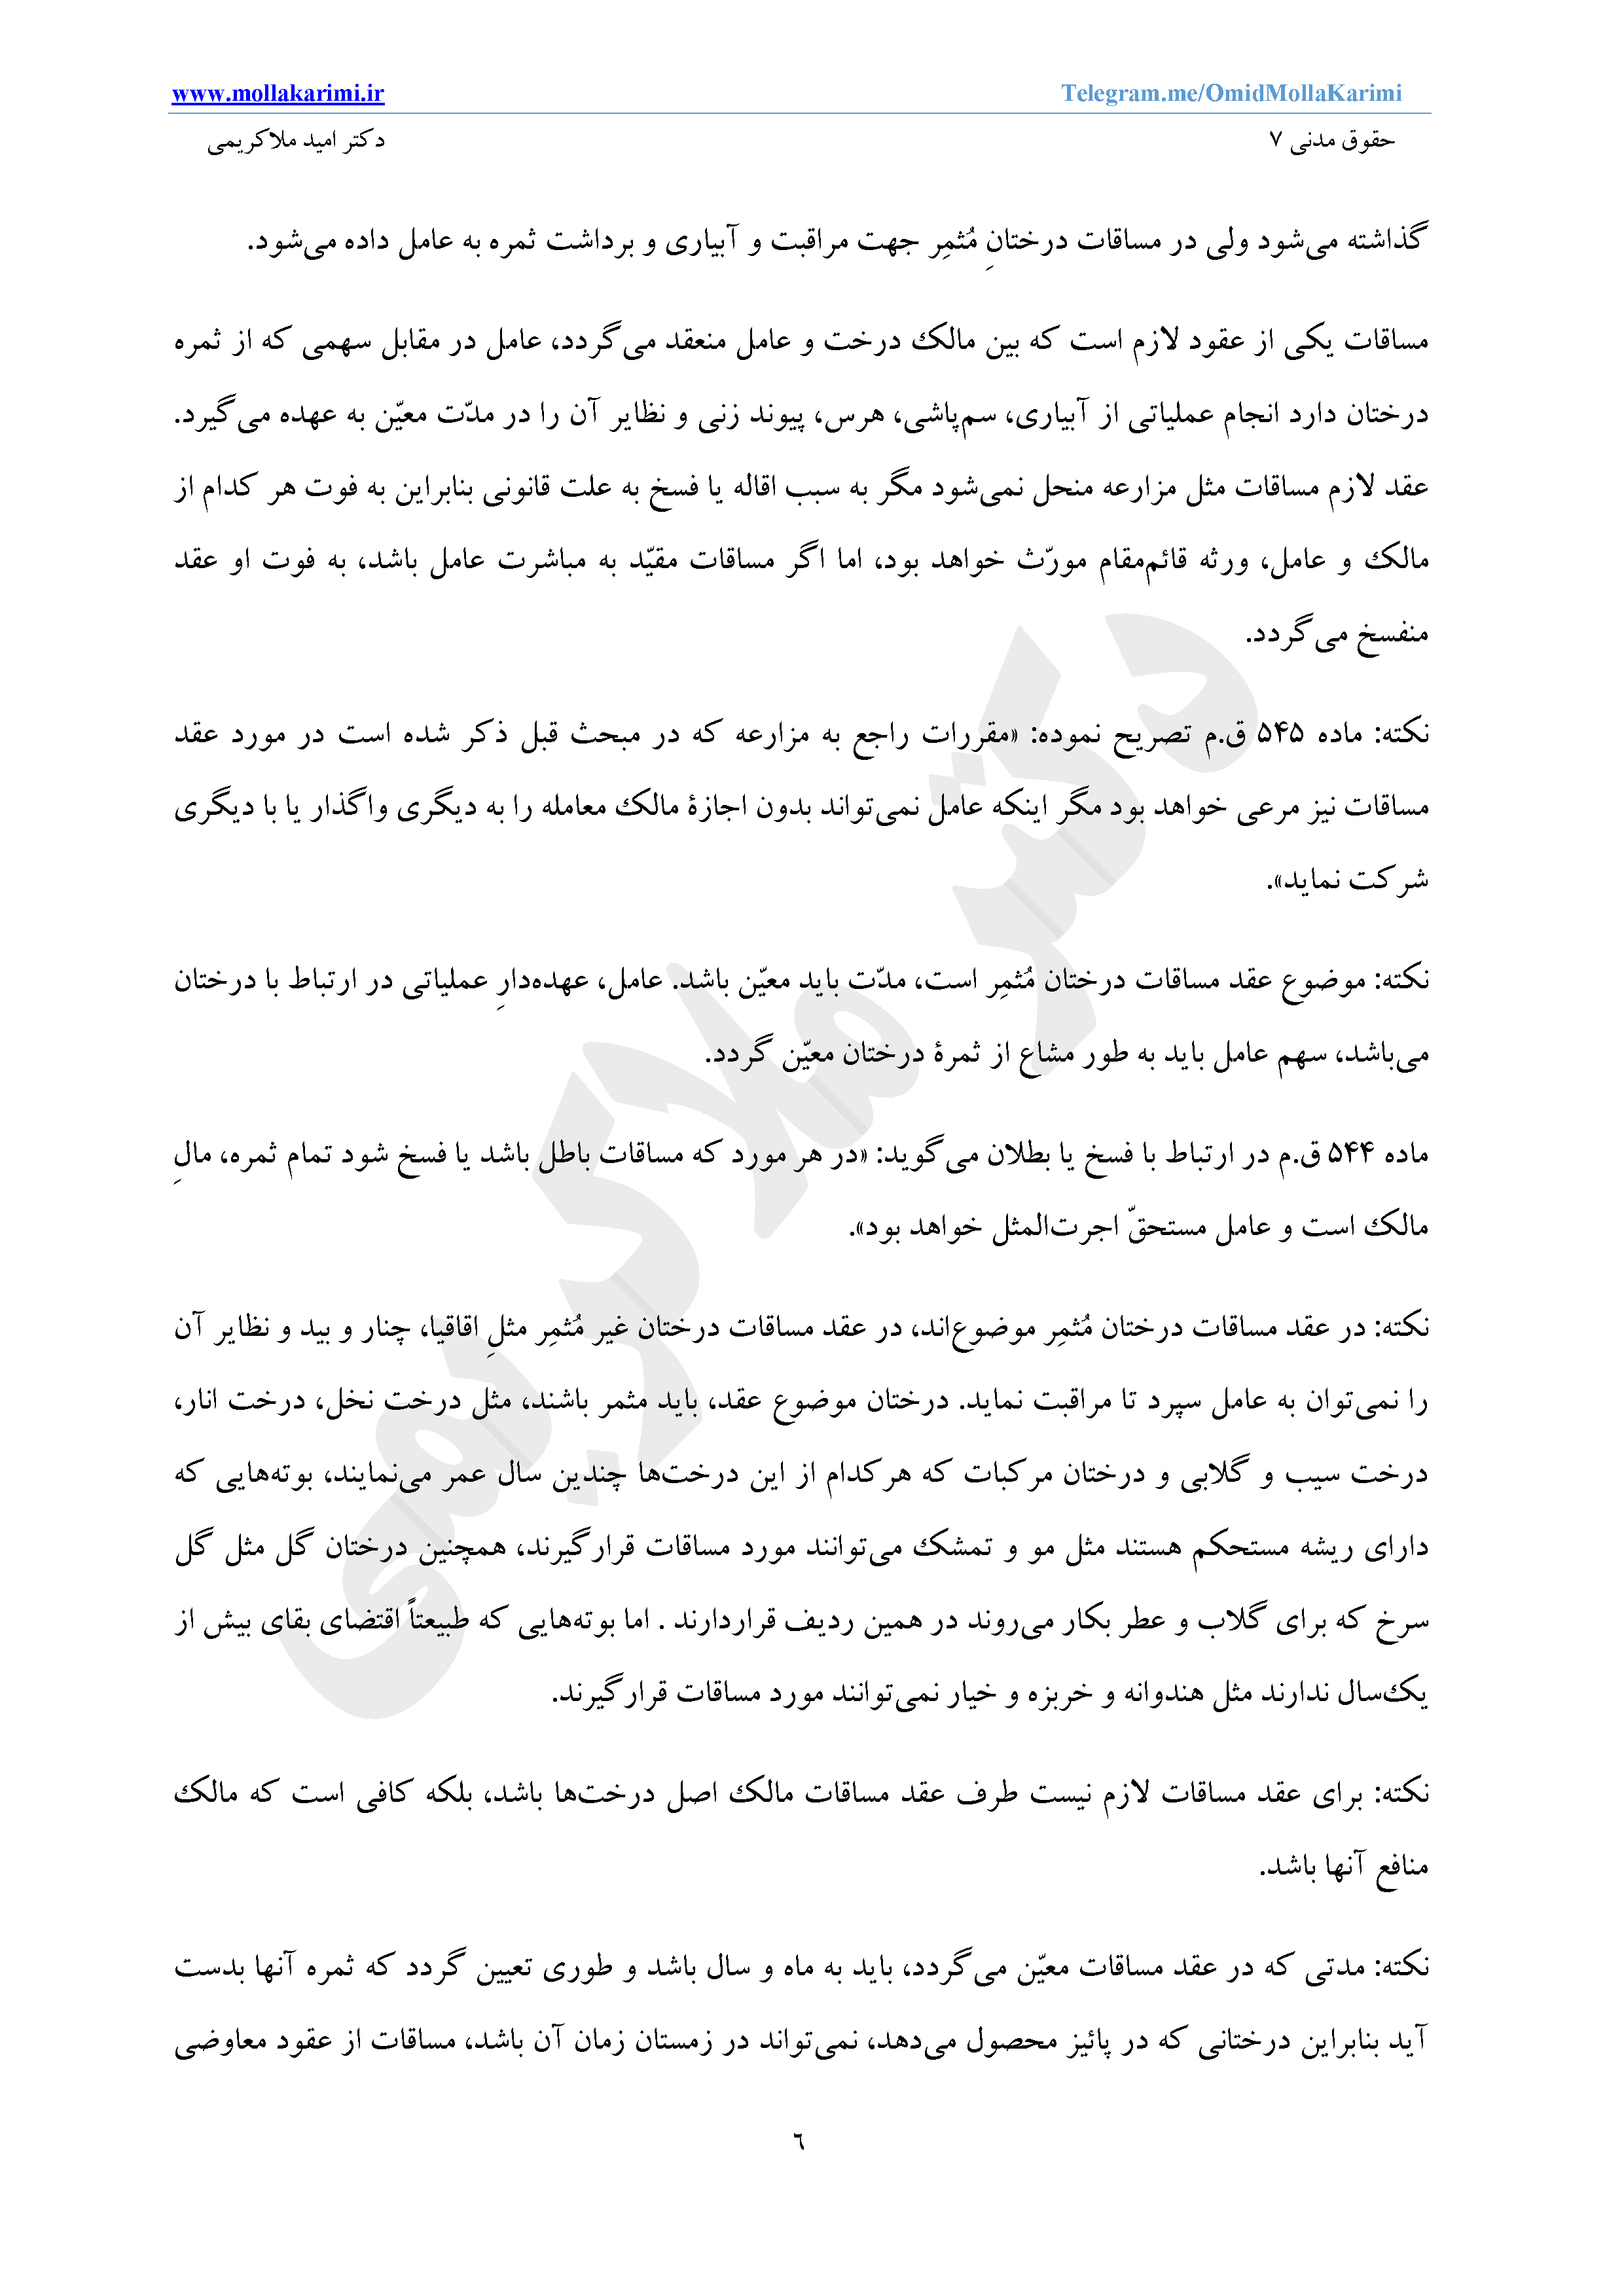 www.mollakarimi.ir Telegram.me/OmidMollaKarimi
حقوق مدنی ۷ دکتر امید ملاکریمی
گذاشته می‌شود ولی در مساقات درختانِ مُثمِر جهت مراقبت و آبیاری و برداشت ثمره به عامل داده می‌شود.
مساقات یکی از عقود لازم است که بین مالک درخت و عامل منعقد می‌گردد، عامل در مقابل سهمی که از ثمره
درختان دارد انجام عملیاتی از آبیاری، سم‌پاشی، هرس، پیوند زنی و نظایر آن را در مدّت معیّن به عهده می‌گیرد.
عقد لازم مساقات مثل مزارعه منحل نمی‌شود مگر به سبب اقاله یا فسخ به علت قانونی بنابراین به فوت هر کدام از
مالک و عامل، ورثه قائم‌مقام مورّث خواهد بود، اما اگر مساقات مقیّد به مباشرت عامل باشد، به فوت او عقد
منفسخ می‌گردد.
نکته: ماده ۵۴۵ ق.م تصریح نموده: «مقررات راجع به مزارعه که در مبحث قبل ذکر شده است در مورد عقد
مساقات نیز مرعی خواهد بود مگر اینکه عامل نمی‌تواند بدون اجازهٔ مالک معامله را به دیگری واگذار یا با دیگری
شرکت نماید».
نکته: موضوع عقد مساقات درختان مُثمِر است، مدّت باید معیّن باشد. عامل، عهده‌دارِ عملیاتی در ارتباط با درختان
می‌باشد، سهم عامل باید به طور مشاع از ثمرهٔ درختان معیّن گردد.
ماده ۵۴۴ ق.م در ارتباط با فسخ یا بطلان می‌گوید: «در هر مورد که مساقات باطل باشد یا فسخ شود تمام ثمره، مالِ
مالک است و عامل مستحقّ اجرت‌المثل خواهد بود».
نکته: در عقد مساقات درختان مُثمِر موضوع‌اند، در عقد مساقات درختان غیر مُثمِر مثلِ اقاقیا، چنار و بید و نظایر آن
را نمی‌توان به عامل سپرد تا مراقبت نماید. درختان موضوع عقد، باید مثمر باشند، مثل درخت نخل، درخت انار،
درخت سیب و گلابی و درختان مرکبات که هرکدام از این درخت‌ها چندین سال عمر می‌نمایند، بوته‌هایی که
دارای ریشه مستحکم هستند مثل مو و تمشک می‌توانند مورد مساقات قرارگیرند، همچنین درختان گل مثل گل
سرخ که برای گلاب و عطر بکار می‌روند در همین ردیف قراردارند . اما بوته‌هایی که طبیعتاً اقتضای بقای بیش از
یک‌سال ندارند مثل هندوانه و خربزه و خیار نمی‌توانند مورد مساقات قرارگیرند.
نکته: برای عقد مساقات لازم نیست طرف عقد مساقات مالک اصل درخت‌ها باشد، بلکه کافی است که مالک
منافع آنها باشد.
نکته: مدتی که در عقد مساقات معیّن می‌گردد، باید به ماه و سال باشد و طوری تعیین گردد که ثمره آنها بدست
آید بنابراین درختانی که در پائیز محصول می‌دهد، نمی‌تواند در زمستان زمان آن باشد، مساقات از عقود معاوضی
٦
دکتر ملاکریمی